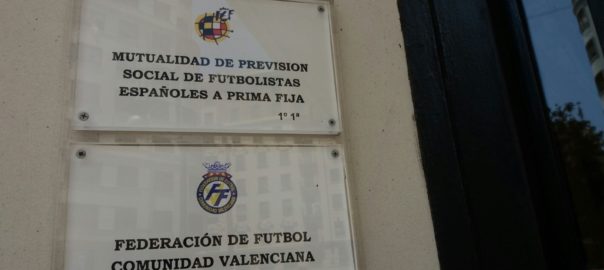 MUTUALIDAD DE PREVISION
SOCIAL DE FUTBOLISTAS
ESPAÑOLES A PRIMA FIJA
1º 1ª
FEDERACIÓN DE FUTBOL
COMUNIDAD VALENCIANA